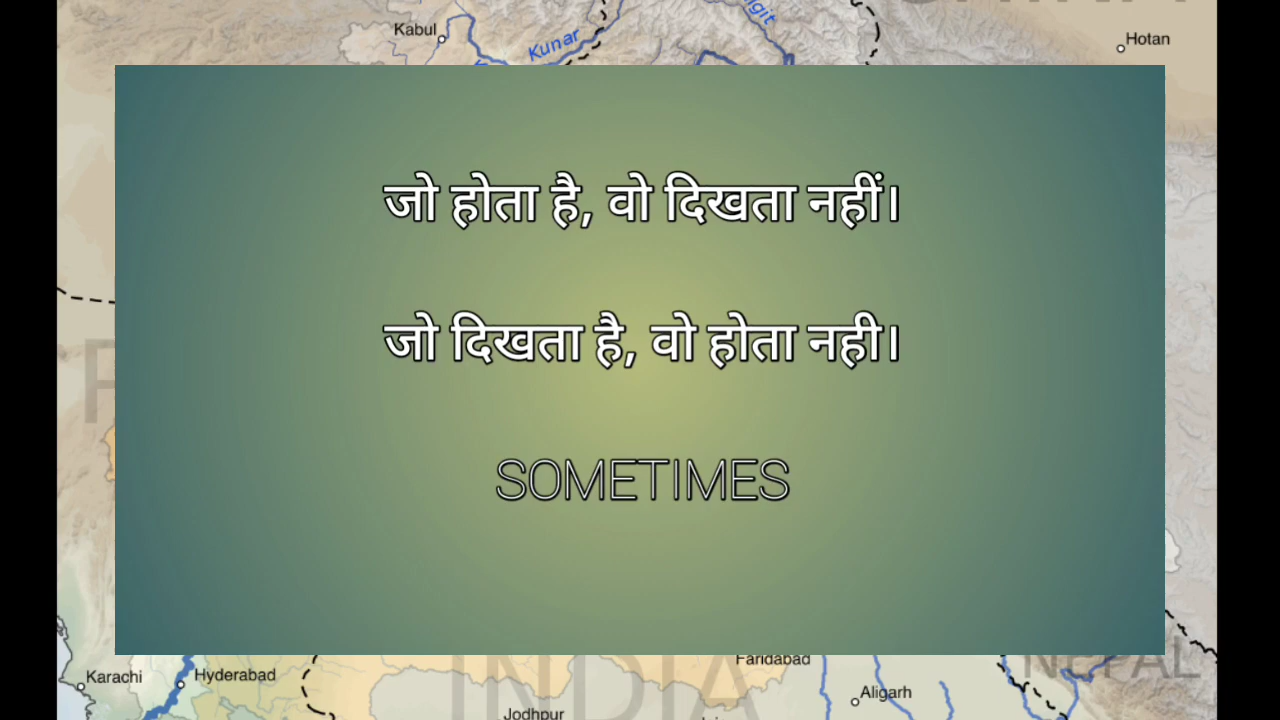 Kabul
Kunar
Hotan
जो होता है, वो दिखता नहीं।
जो दिखता है, वो होता नही।
SOMETIMES
Karachi
Hyderabad
INDIA
Jodhpur
Faridabad
Aligarh
NEPAL